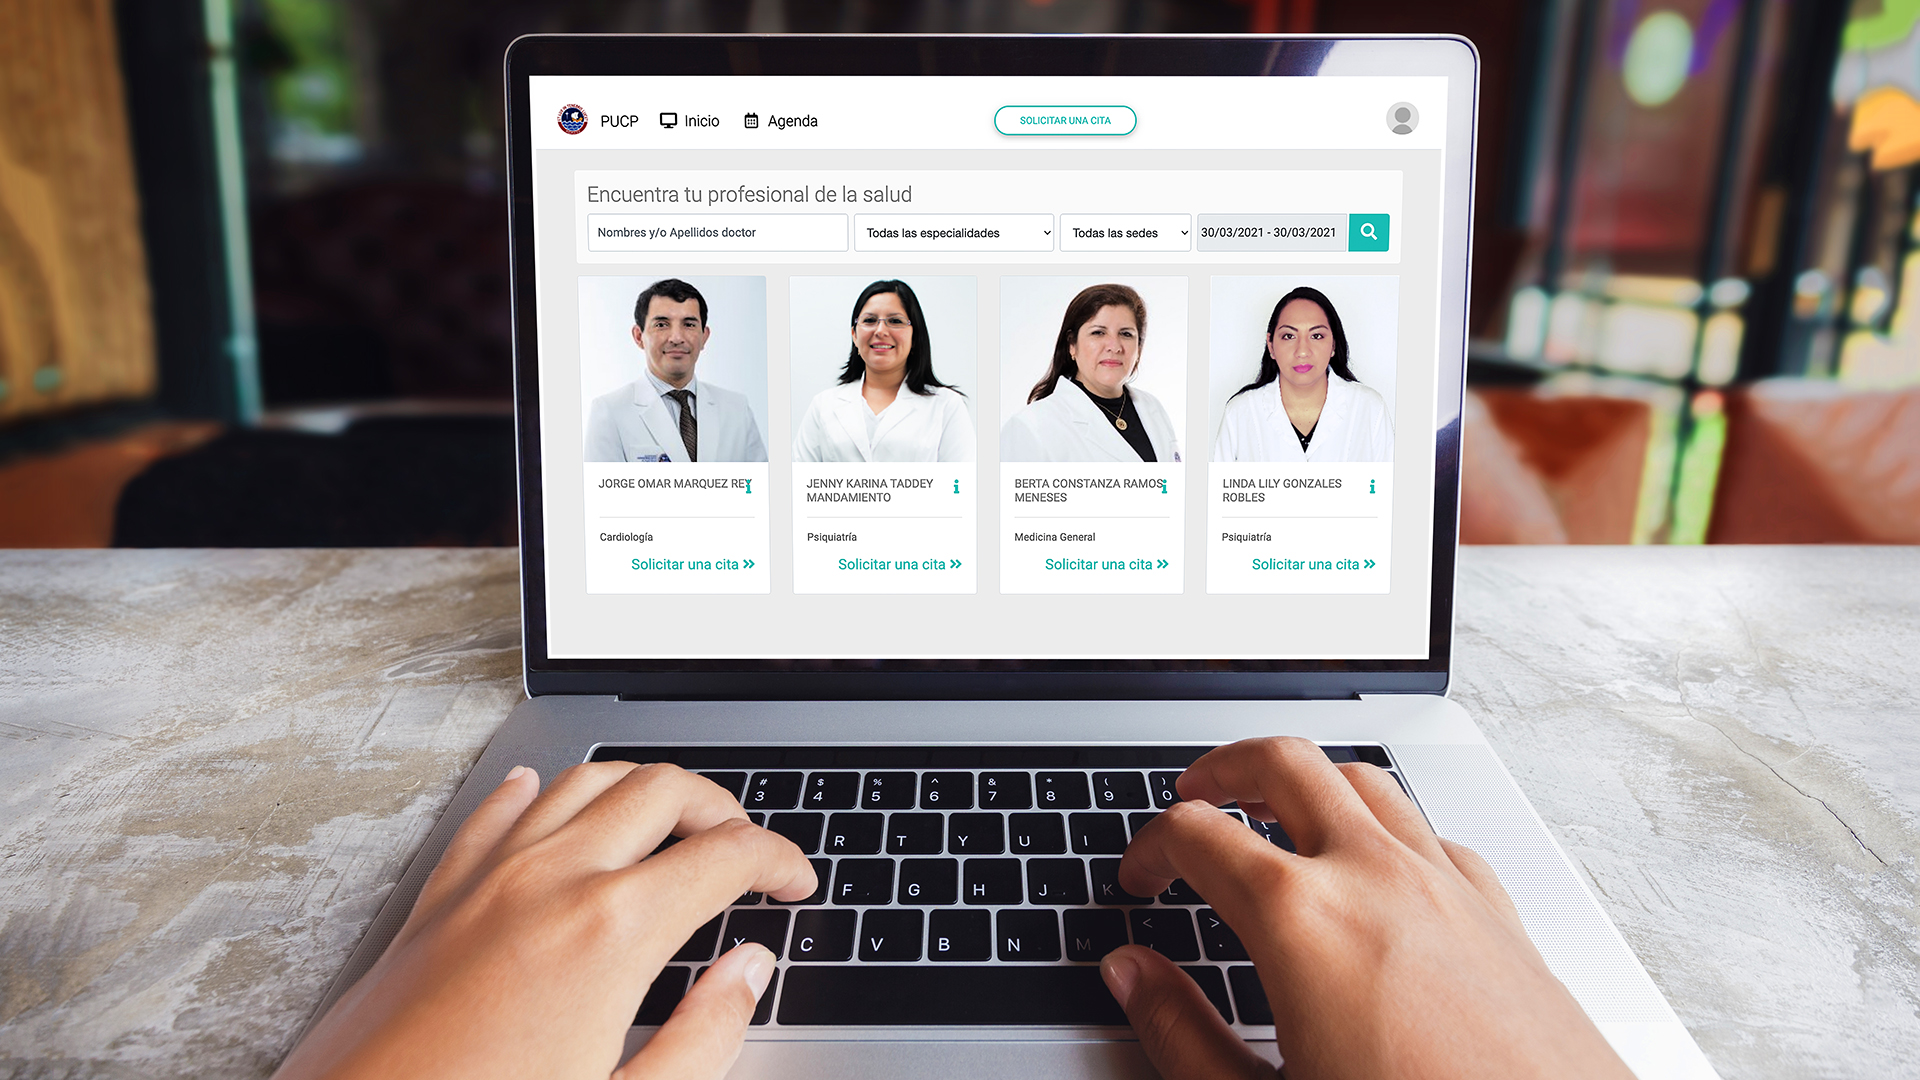 PUCP Inicio Agenda SOLICITAR UNA CITA
Encuentra tu profesional de la salud
Nombres y/o Apellidos doctor Todas las especialidades Todas las sedes 30/03/2021 - 30/03/2021
JORGE OMAR MARQUEZ REY
Cardiología
Solicitar una cita
JENNY KARINA TADDEY
MANDAMIENTO
Psiquiatría
Solicitar una cita
BERTA CONSTANZA RAMOS
MENESES
Medicina General
Solicitar una cita
LINDA LILY GONZALES
ROBLES
Psiquiatría
Solicitar una cita
# $ % ^ & * ( )
3 4 5 6 7 8 9 0
R T Y U I
F G H J K L
X C V B N M < >